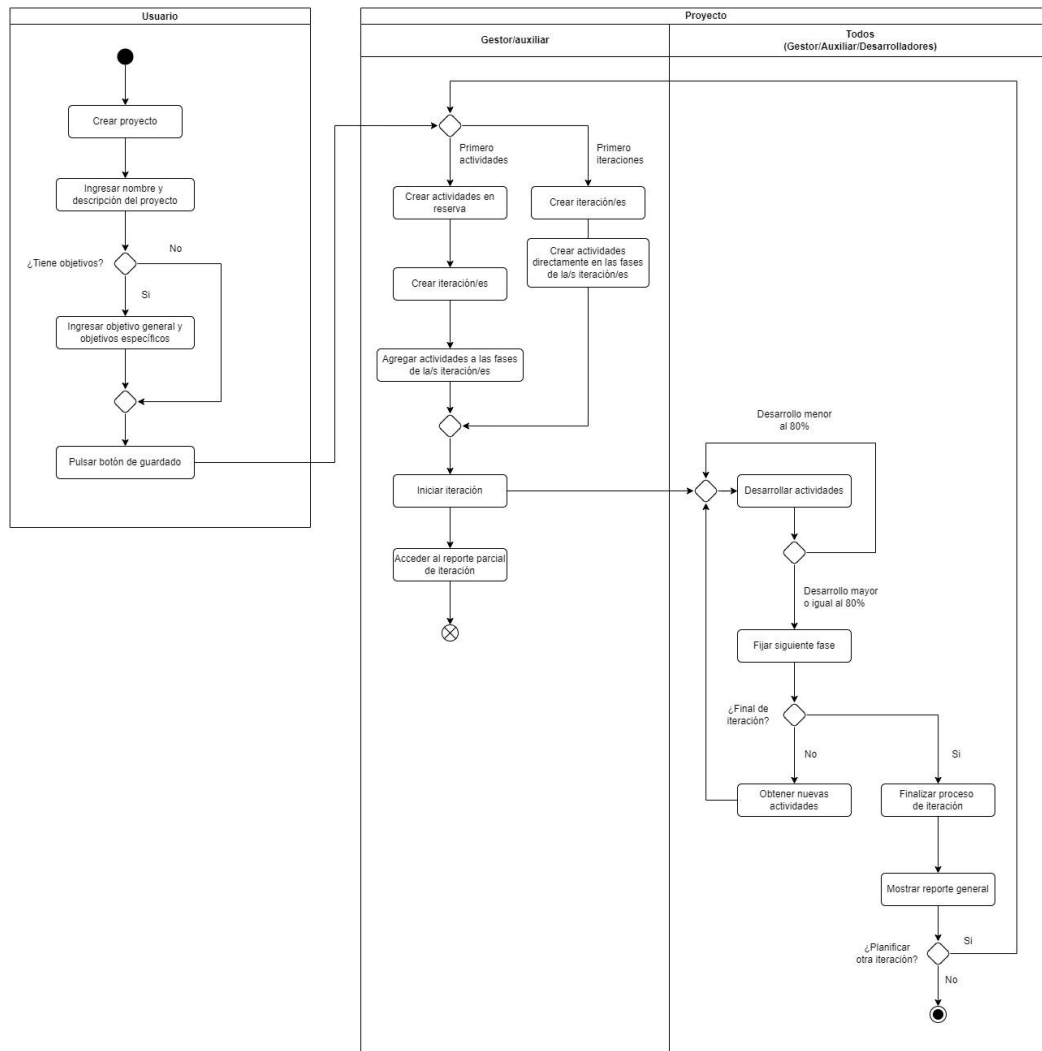 Usuario
Crear proyecto
Ingresar nombre y
descripción del proyecto
¿Tiene objetivos?
No
Si
Ingresar objetivo general y
objetivos específicos
Pulsar botón de guardado
Proyecto
Gestor/auxiliar
Primero
actividades
Primero
iteraciones
Crear actividades en
reserva
Crear iteración/es
Crear iteración/es
Crear actividades
directamente en las fases
de la/s iteración/es
Agregar actividades a las fases
de la/s iteración/es
Iniciar iteración
Acceder al reporte parcial
de iteración
Todos
(Gestor/Auxiliar/Desarrolladores)
Desarrollo menor
al 80%
Desarrollar actividades
Desarrollo mayor
o igual al 80%
Fijar siguiente fase
¿Final de
iteración?
No
Si
Obtener nuevas
actividades
Finalizar proceso
de iteración
Mostrar reporte general
¿Planificar
otra iteración?
Si
No